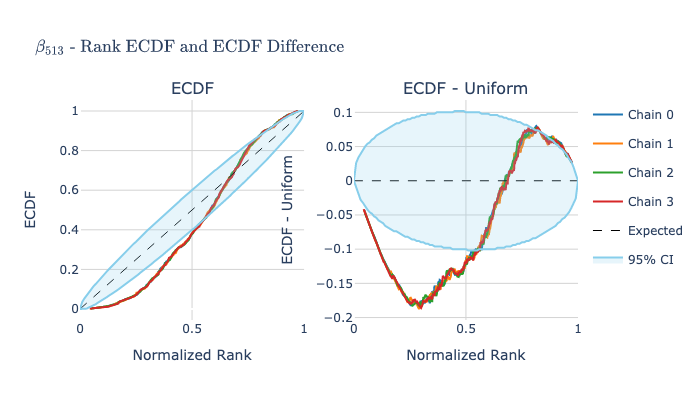 β513 - Rank ECDF and ECDF Difference
ECDF
ECDF - Uniform
1
0.8
0.6
0.4
0.2
0
ECDF
0
0.5
1
Normalized Rank
0.1
0.05
0
−0.05
−0.1
−0.15
−0.2
ECDF - Uniform
0
0.5
1
Normalized Rank
Chain 0
Chain 1
Chain 2
Chain 3
Expected
95% CI